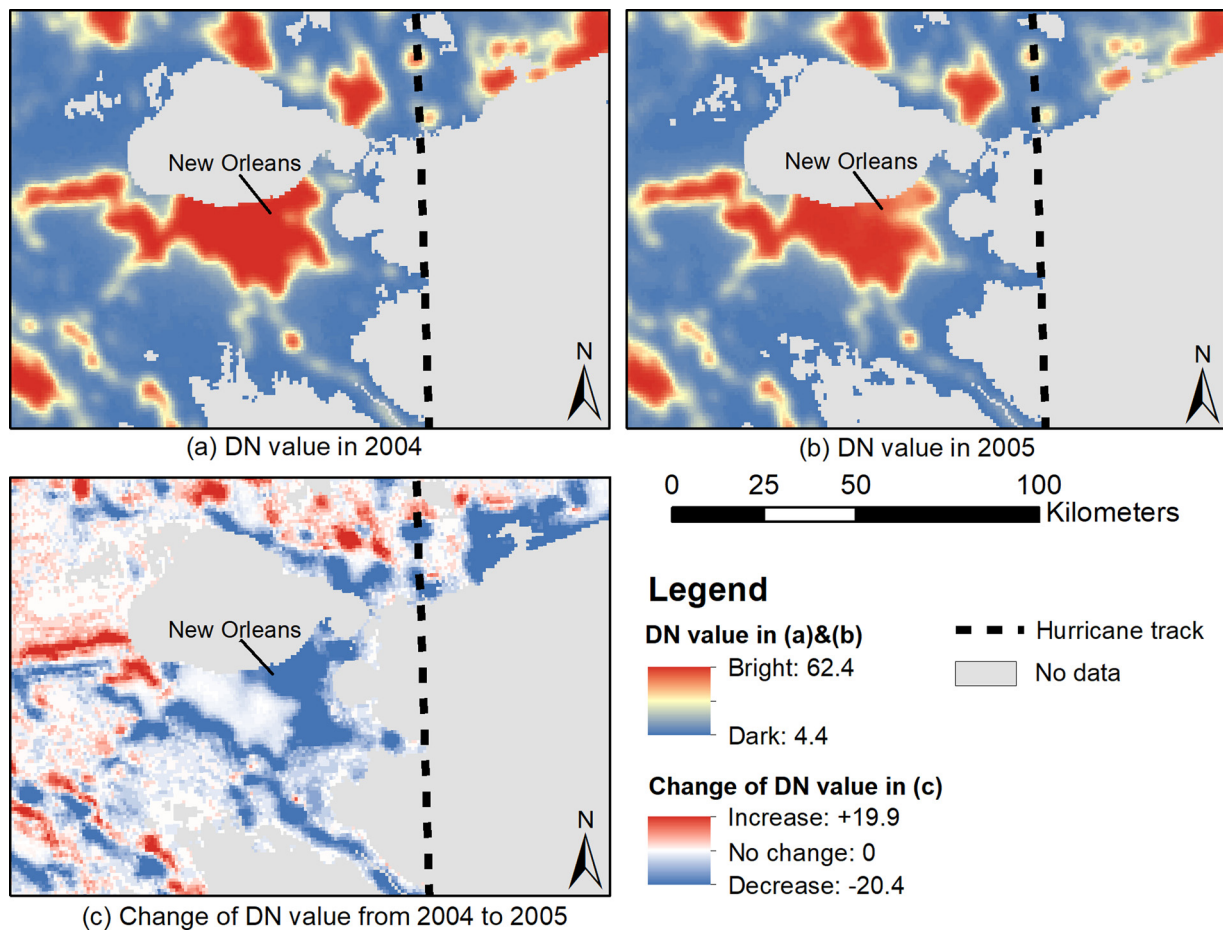 New Orleans
N
(a) DN value in 2004
New Orleans
N
(b) DN value in 2005
New Orleans
N
(c) Change of DN value from 2004 to 2005
0 25 50 100
Kilometers
Legend
DN value in (a)&(b)
Bright: 62.4
Dark: 4.4
Hurricane track
No data
Change of DN value in (c)
Increase: +19.9
No change: 0
Decrease: -20.4